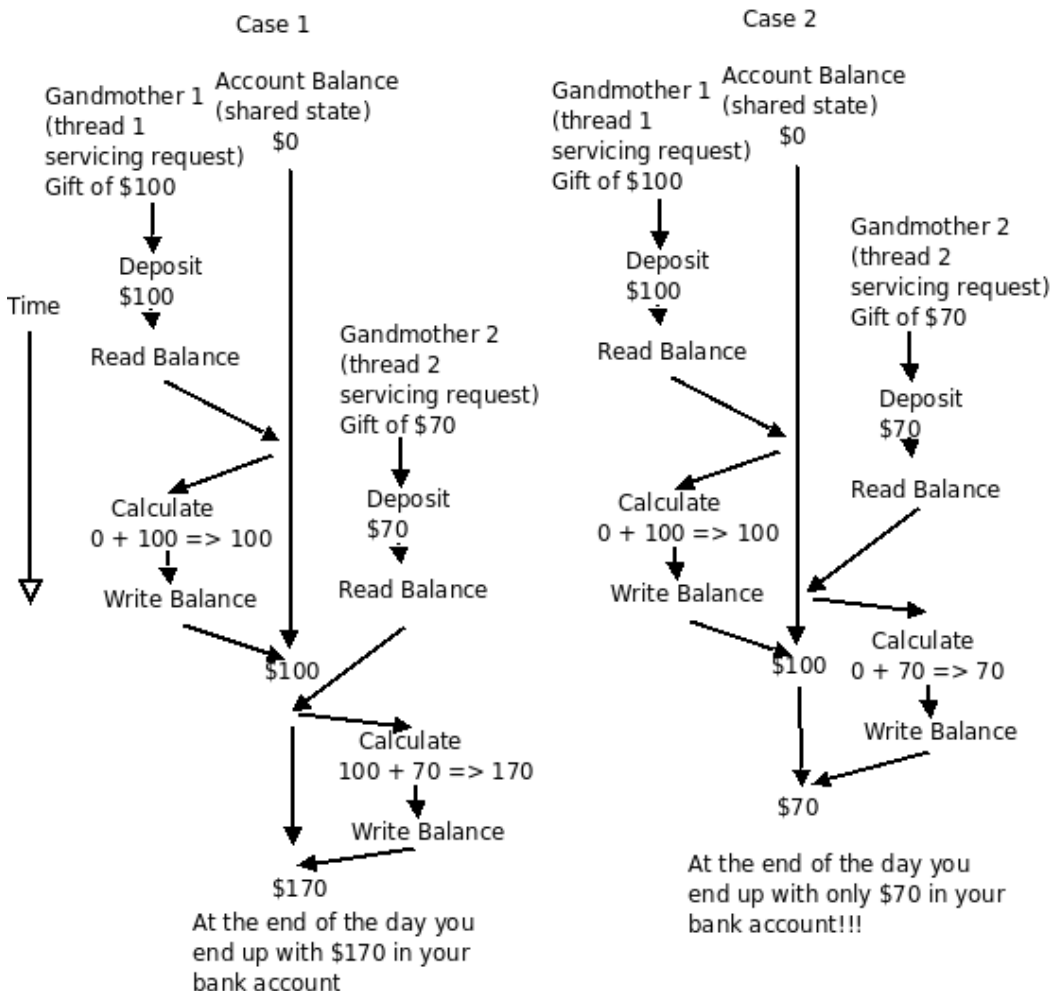 Case 1
Account Balance
(shared state)
$0
Gandmother 1
(thread 1
servicing request)
Gift of $100
Deposit
$100
Time
Read Balance
Gandmother 2
(thread 2
servicing request)
Gift of $70
Calculate
0 + 100 => 100
Deposit
$70
Write Balance
Read Balance
$100
Calculate
100 + 70 => 170
Write Balance
$170
At the end of the day you
end up with $170 in your
bank account
Case 2
Account Balance
(shared state)
$0
Gandmother 1
(thread 1
servicing request)
Gift of $100
Gandmother 2
(thread 2
servicing request)
Gift of $70
Deposit
$100
Read Balance
Deposit
$70
Calculate
0 + 100 => 100
Read Balance
Write Balance
$100
Calculate
0 + 70 => 70
Write Balance
$70
At the end of the day you
end up with only $70 in your
bank account!!!